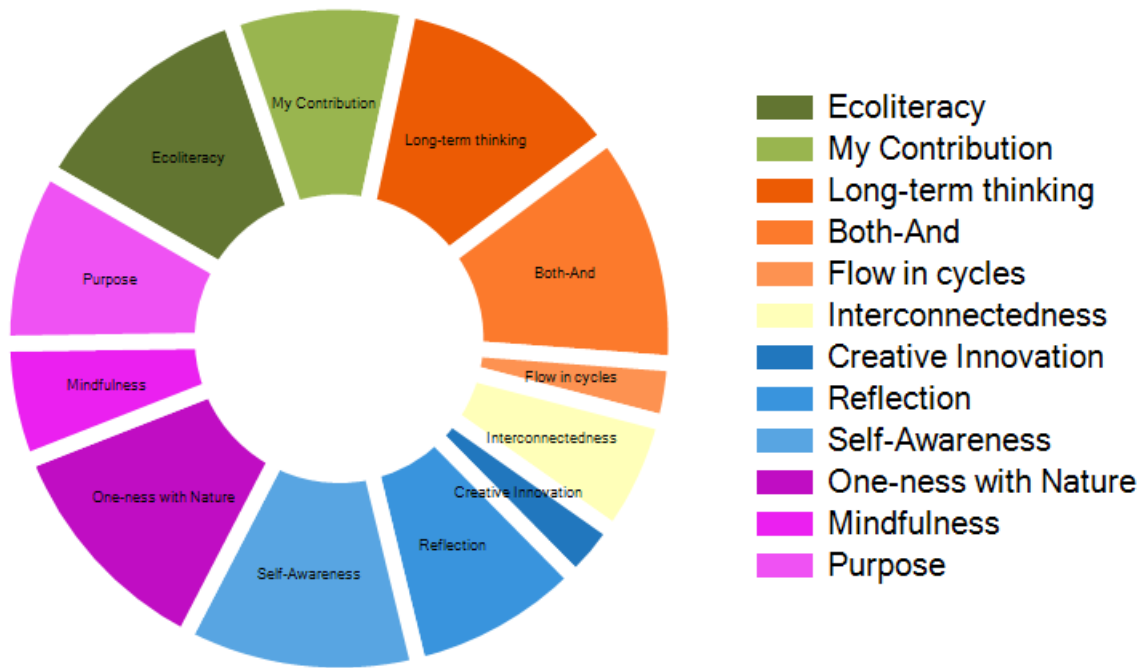 My Contribution
Long-term thinking
Ecoliteracy
Both-And
Purpose
Flow in cycles
Mindfulness
Interconnectedness
One-ness with Nature
Creative Innovation
Reflection
Self-Awareness
Ecoliteracy
My Contribution
Long-term thinking
Both-And
Flow in cycles
Interconnectedness
Creative Innovation
Reflection
Self-Awareness
One-ness with Nature
Mindfulness
Purpose